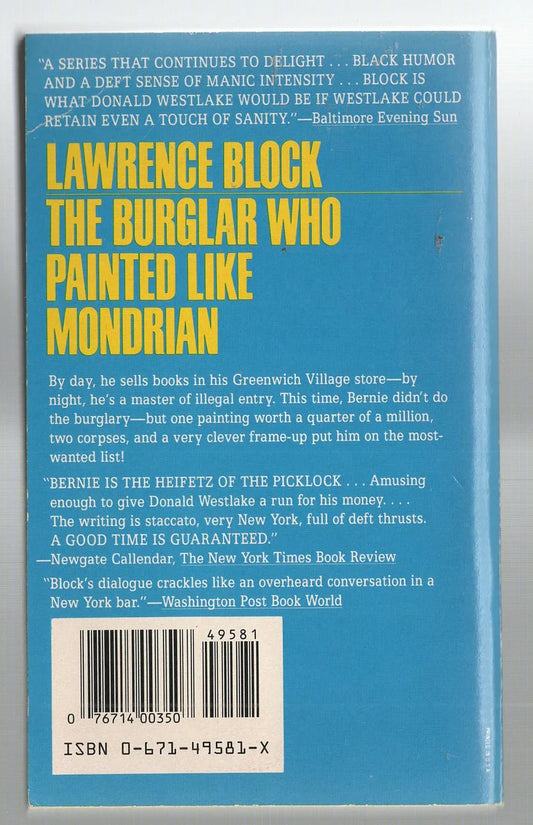 "A SERIES THAT CONTINUES TO DELIGHT . . . BLACK HUMOR
AND A DEFT SENSE OF MANIC INTENSITY . . . BLOCK IS
WHAT DONALD WESTLAKE WOULD BE IF WESTLAKE COULD
RETAIN EVEN A TOUCH OF SANITY."—Baltimore Evening Sun
LAWRENCE BLOCK
THE BURGLAR WHO
PAINTED LIKE
MONDRIAN
By day, he sells books in his Greenwich Village store—by
night, he's a master of illegal entry. This time, Bernie didn't do
the burglary—but one painting worth a quarter of a million,
two corpses, and a very clever frame-up put him on the most-
wanted list!
"BERNIE IS THE HEIFETZ OF THE PICKLOCK . . . Amusing
enough to give Donald Westlake a run for his money. . . .
The writing is staccato, very New York, full of deft thrusts.
A GOOD TIME IS GUARANTEED."
—Newgate Callendar, The New York Times Book Review
"Block's dialogue crackles like an overheard conversation in a
New York bar."—Washington Post Book World
49581
0 76714 00350
ISBN 0-671-49581-X
PRINTED IN U.S.A.